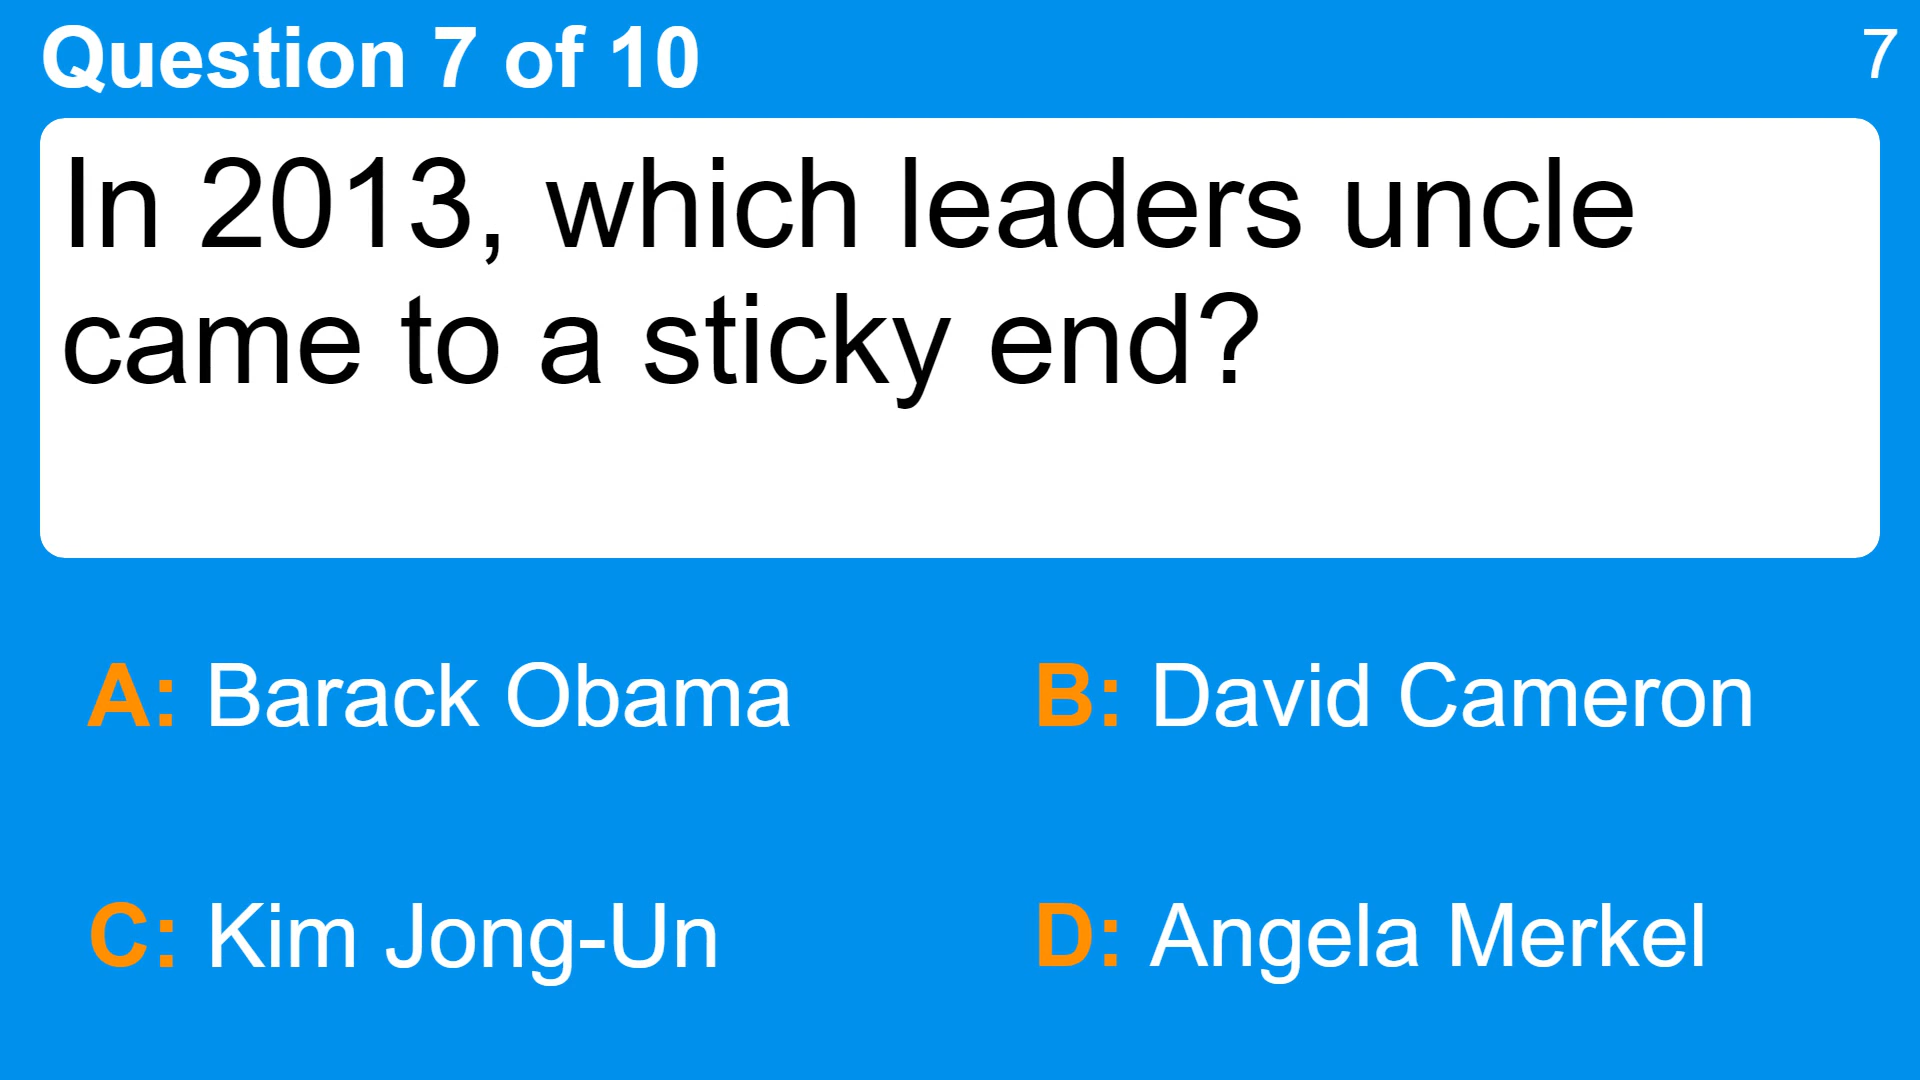 Question 7 of 10
7
In 2013, which leaders uncle
came to a sticky end?
A: Barack Obama
B: David Cameron
C: Kim Jong-Un
D: Angela Merkel